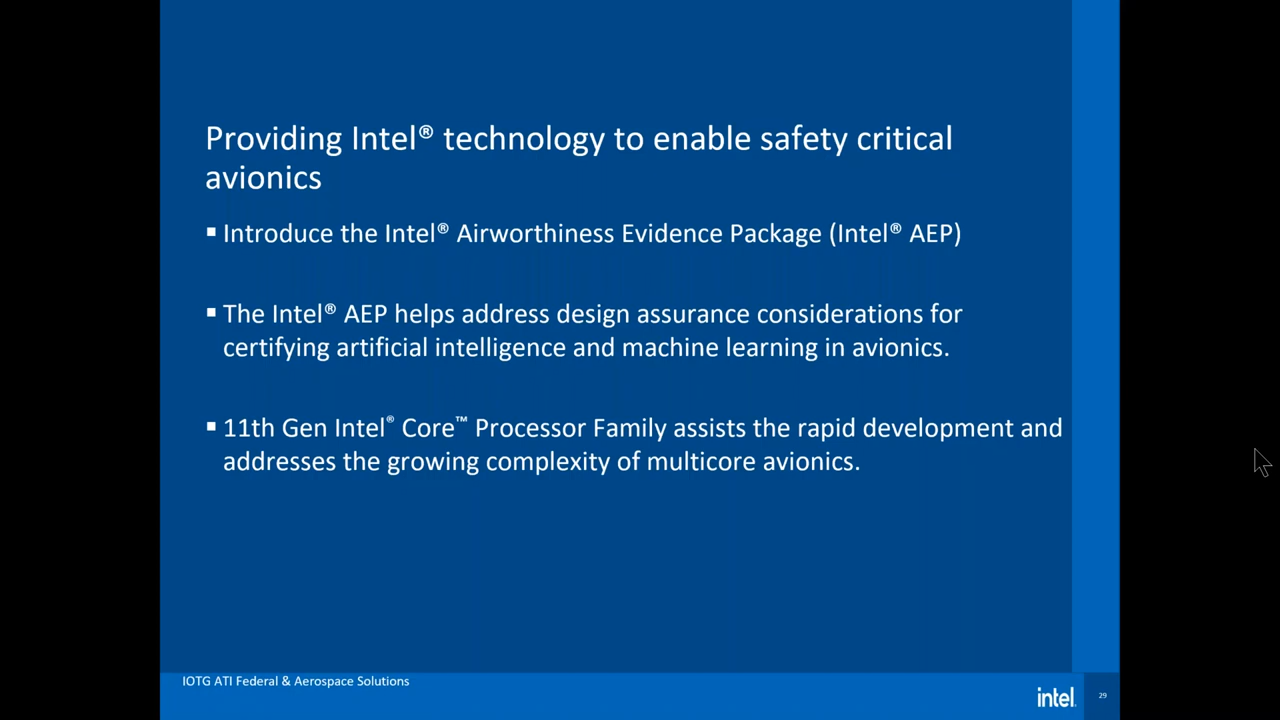 Providing Intel® technology to enable safety critical
avionics
▪ Introduce the Intel® Airworthiness Evidence Package (Intel® AEP)
▪ The Intel® AEP helps address design assurance considerations for
certifying artificial intelligence and machine learning in avionics.
▪ 11th Gen Intel® Core™ Processor Family assists the rapid development and
addresses the growing complexity of multicore avionics.
IOTG ATI Federal & Aerospace Solutions
intel.
29